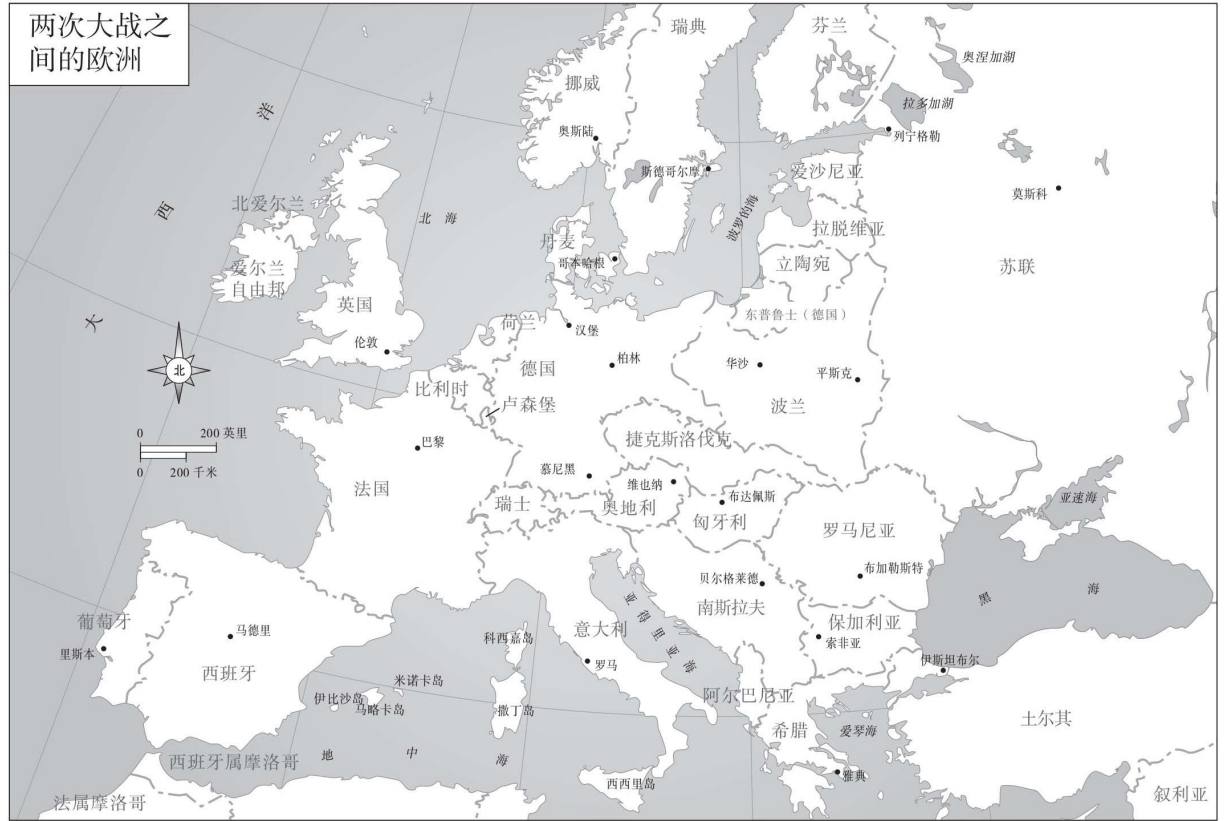 两次大战之
间的欧洲
瑞典
芬兰
奥涅加湖
挪威
拉多加湖
奥斯陆
列宁格勒
斯德哥尔摩
爱沙尼亚
莫斯科
大西洋
北爱尔兰
北海
波罗的海
拉脱维亚
丹麦
哥本哈根
立陶宛
苏联
爱尔兰
自由邦
英国
东普鲁士（德国）
荷兰
汉堡
伦敦
德国
柏林
华沙
平斯克
北
比利时
卢森堡
波兰
0 200 英里
0 200 千米
巴黎
捷克斯洛伐克
慕尼黑
维也纳
法国
瑞士
奥地利
布达佩斯
匈牙利
亚速海
罗马尼亚
贝尔格莱德
布加勒斯特
黑海
南斯拉夫
亚得里亚海
葡萄牙
里斯本
马德里
西班牙
科西嘉岛
意大利
罗马
保加利亚
索非亚
伊斯坦布尔
米诺卡岛
伊比沙岛
马略卡岛
撒丁岛
阿尔巴尼亚
希腊
爱琴海
土尔其
地中海
西班牙属摩洛哥
西西里岛
雅典
法属摩洛哥
叙利亚